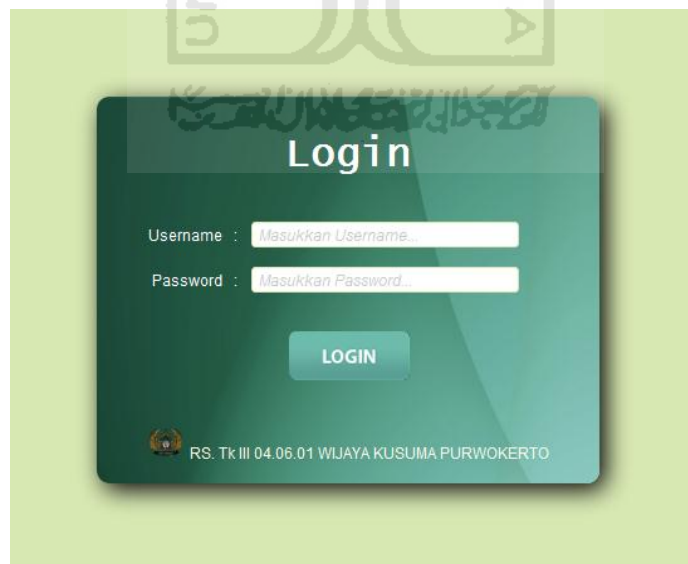 Login
Username :
Masukkan Username...
Password :
Masukkan Password...
LOGIN
RS. Tk III 04.06.01 WIJAYA KUSUMA PURWOKERTO